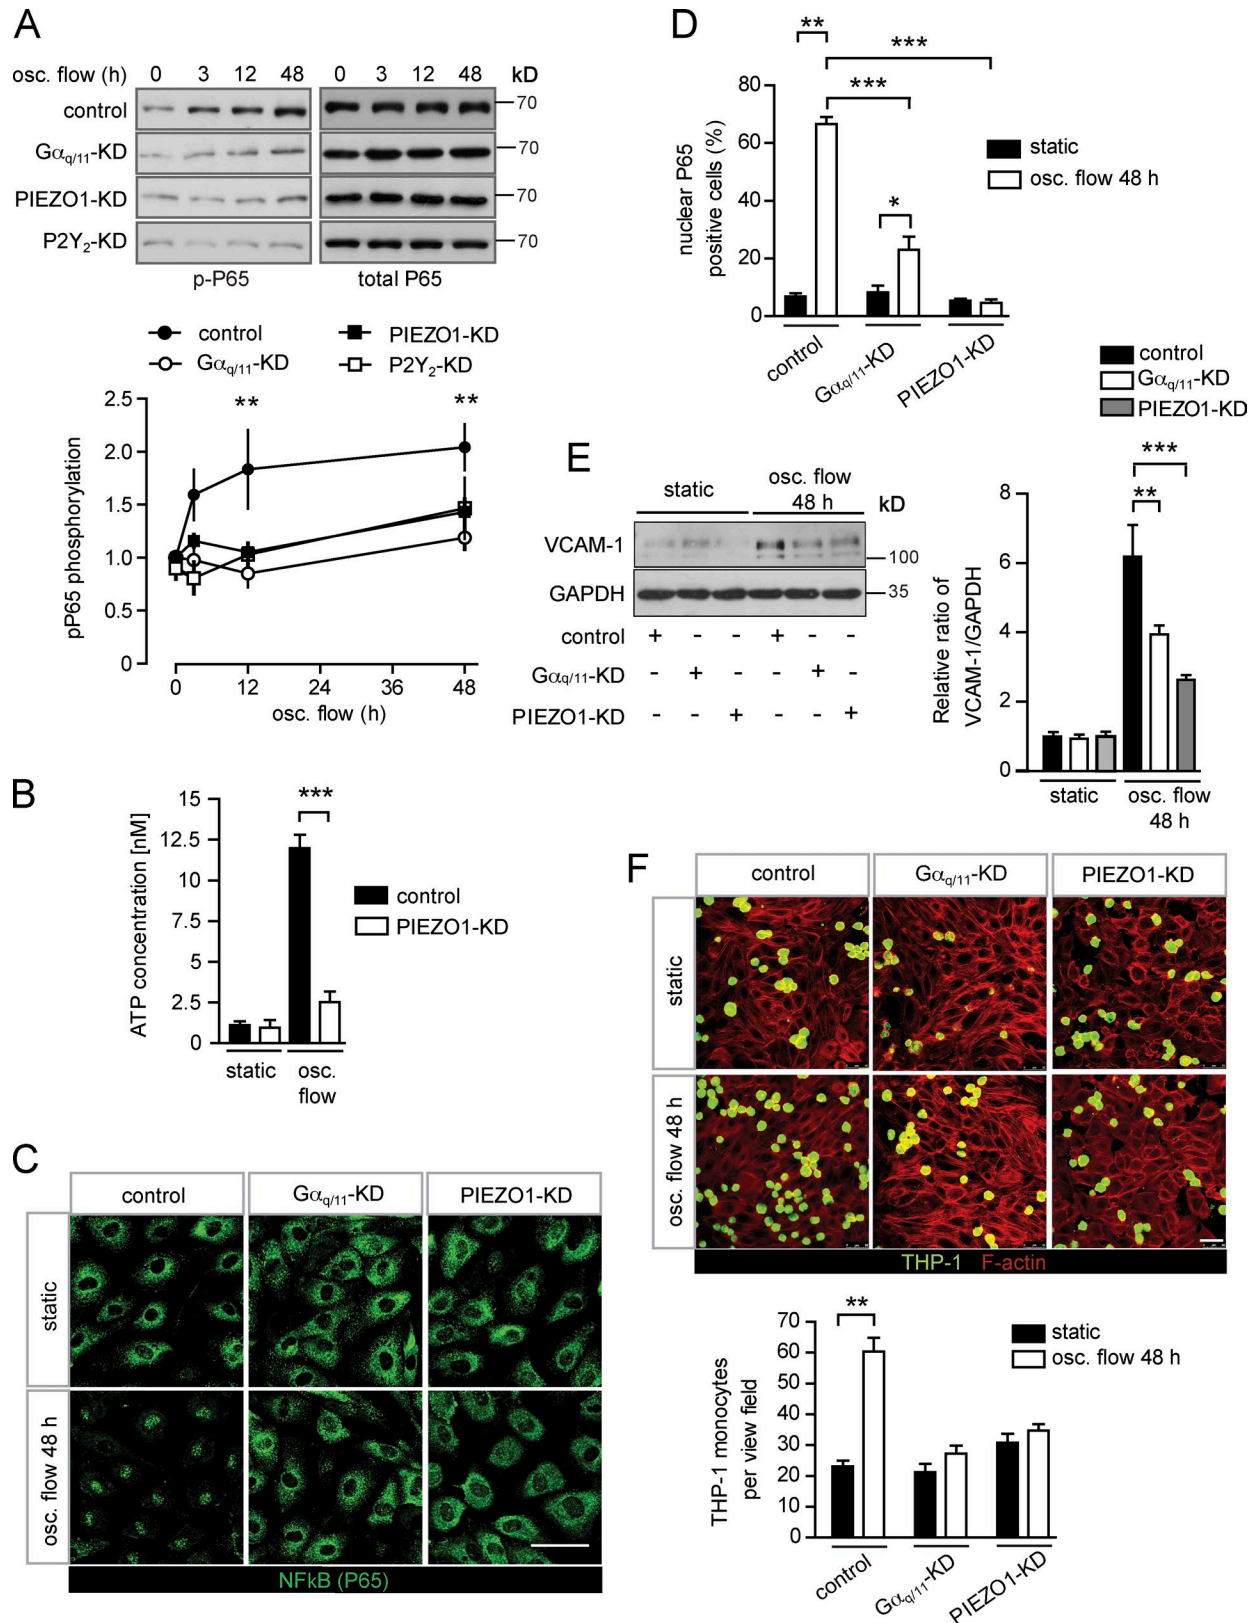 A
osc. flow (h) 0 3 12 48 0 3 12 48 kD
control 70
Gαq/11-KD 70
PIEZO1-KD 70
P2Y2-KD 70
p-P65 total P65
control PIEZO1-KD
Gαq/11-KD P2Y2-KD
2.5
2.0
1.5
1.0
0.5
0
** **
pP65 phosphorylation
0 12 24 36 48
osc. flow (h)
B
15
12.5
10
7.5
5
2.5
0
***
ATP concentration [nM]
control
PIEZO1-KD
static osc.
flow
C
control Gαq/11-KD PIEZO1-KD
static
osc. flow 48 h
NFkB (P65)
D
**
***
***
*
80
60
40
20
0
nuclear P65
positive cells (%)
static
osc. flow 48 h
control Gαq/11-KD PIEZO1-KD
E
static osc. flow
48 h kD
VCAM-1 100
GAPDH 35
control + - - + - -
Gαq/11-KD - + - - + -
PIEZO1-KD - - + - - +
control
Gαq/11-KD
PIEZO1-KD
***
**
8
6
4
2
0
Relative ratio of
VCAM-1/GAPDH
static osc. flow
48 h
F
control Gαq/11-KD PIEZO1-KD
static
osc. flow 48 h
THP-1 F-actin
**
70
60
50
40
30
20
10
0
THP-1 monocytes
per view field
static
osc. flow 48 h
control Gαq/11-KD PIEZO1-KD